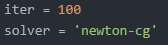 iter = 100
solver = 'newton-cg'